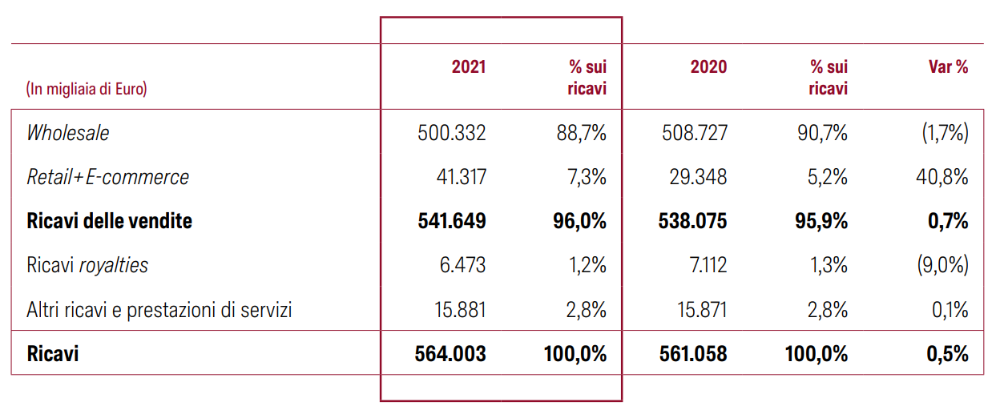 (In migliaia di Euro) 2021 % sui ricavi 2020 % sui ricavi Var %
Wholesale 500.332 88,7% 508.727 90,7% (1,7%)
Retail+E-commerce 41.317 7,3% 29.348 5,2% 40,8%
Ricavi delle vendite 541.649 96,0% 538.075 95,9% 0,7%
Ricavi royalties 6.473 1,2% 7.112 1,3% (9,0%)
Altri ricavi e prestazioni di servizi 15.881 2,8% 15.871 2,8% 0,1%
Ricavi 564.003 100,0% 561.058 100,0% 0,5%